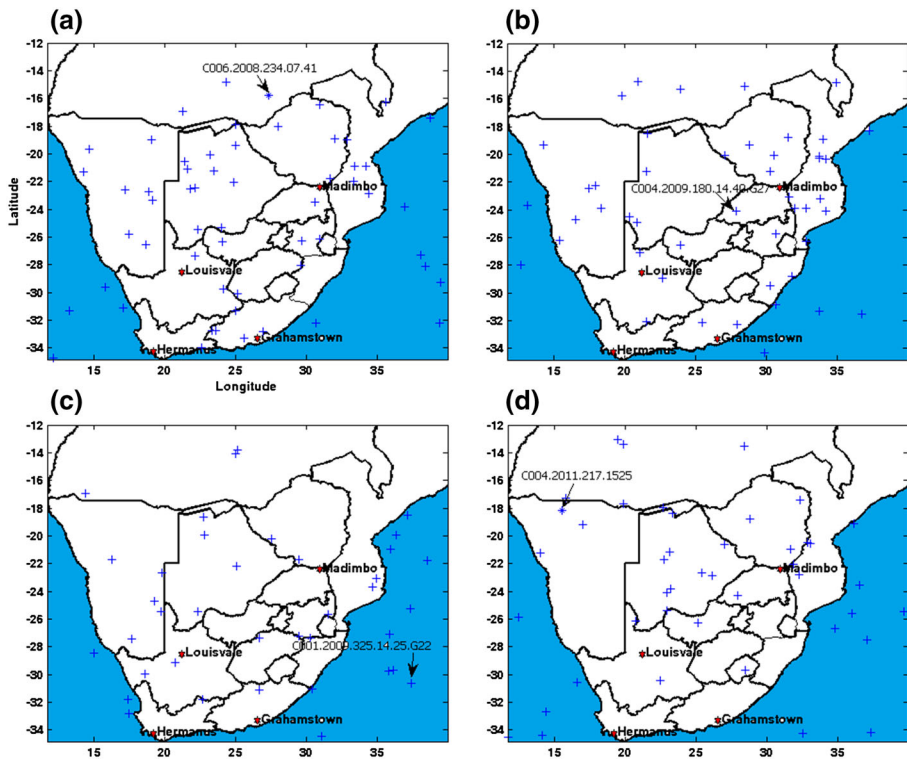 (a)
(b)
-12
-14
-16
-18
-20
-22
-24
-26
-28
-30
-32
-34
Latitude
C006.2008.234.07.41
Madimbo
Louisvale
Grahamstown
Hermanus
15 20 25 30 35
Longitude
-12
-14
-16
-18
-20
-22
-24
-26
-28
-30
-32
-34
C004.2009.180.14.40.G27
Madimbo
Louisvale
Grahamstown
Hermanus
15 20 25 30 35
(c)
(d)
-12
-14
-16
-18
-20
-22
-24
-26
-28
-30
-32
-34
Madimbo
C001.2009.325.14.25.G22
Louisvale
Grahamstown
Hermanus
15 20 25 30 35
-12
-14
-16
-18
-20
-22
-24
-26
-28
-30
-32
-34
C004.2011.217.1525
Madimbo
Louisvale
Grahamstown
Hermanus
15 20 25 30 35